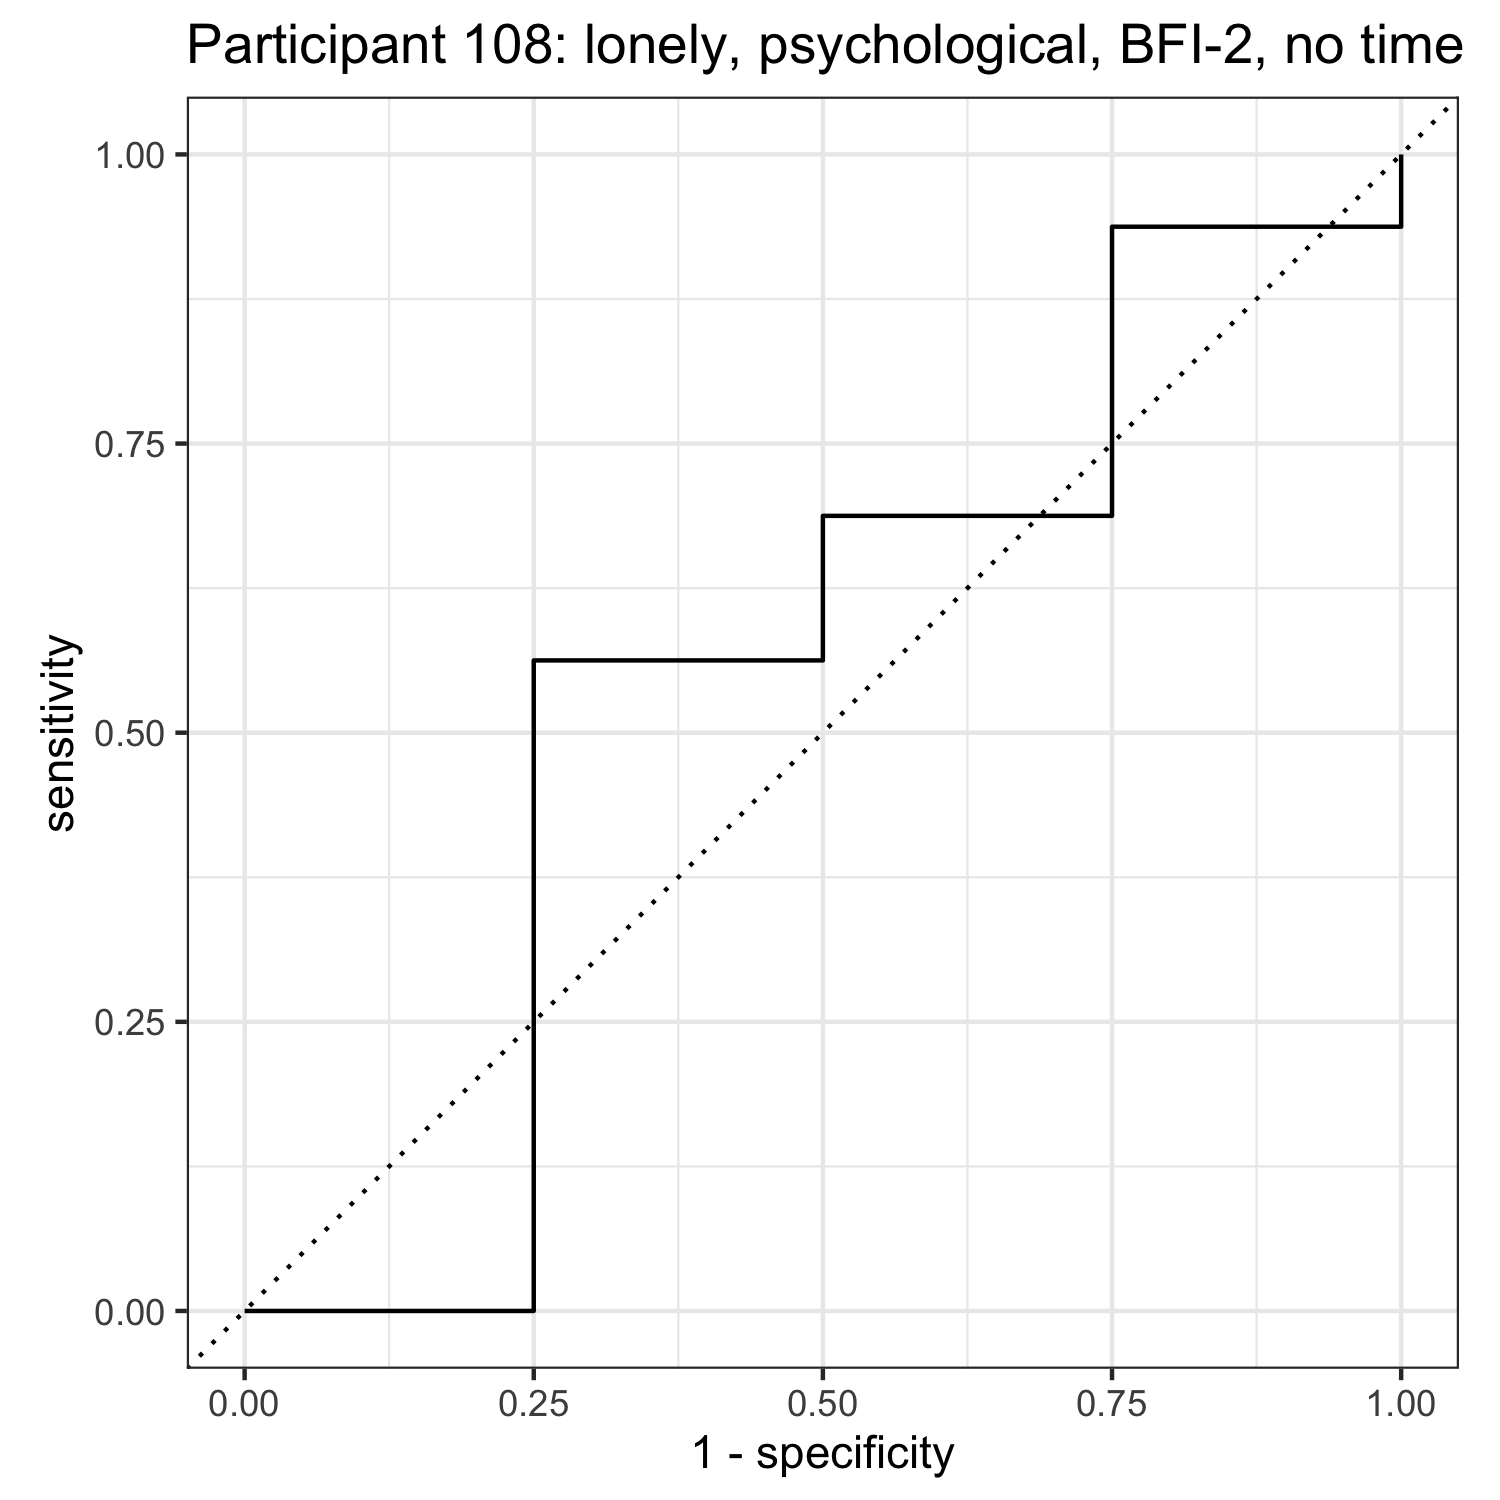 Participant 108: lonely, psychological, BFI-2, no time
1.00
0.75
0.50
0.25
0.00
sensitivity
0.00 0.25 0.50 0.75 1.00
1 - specificity